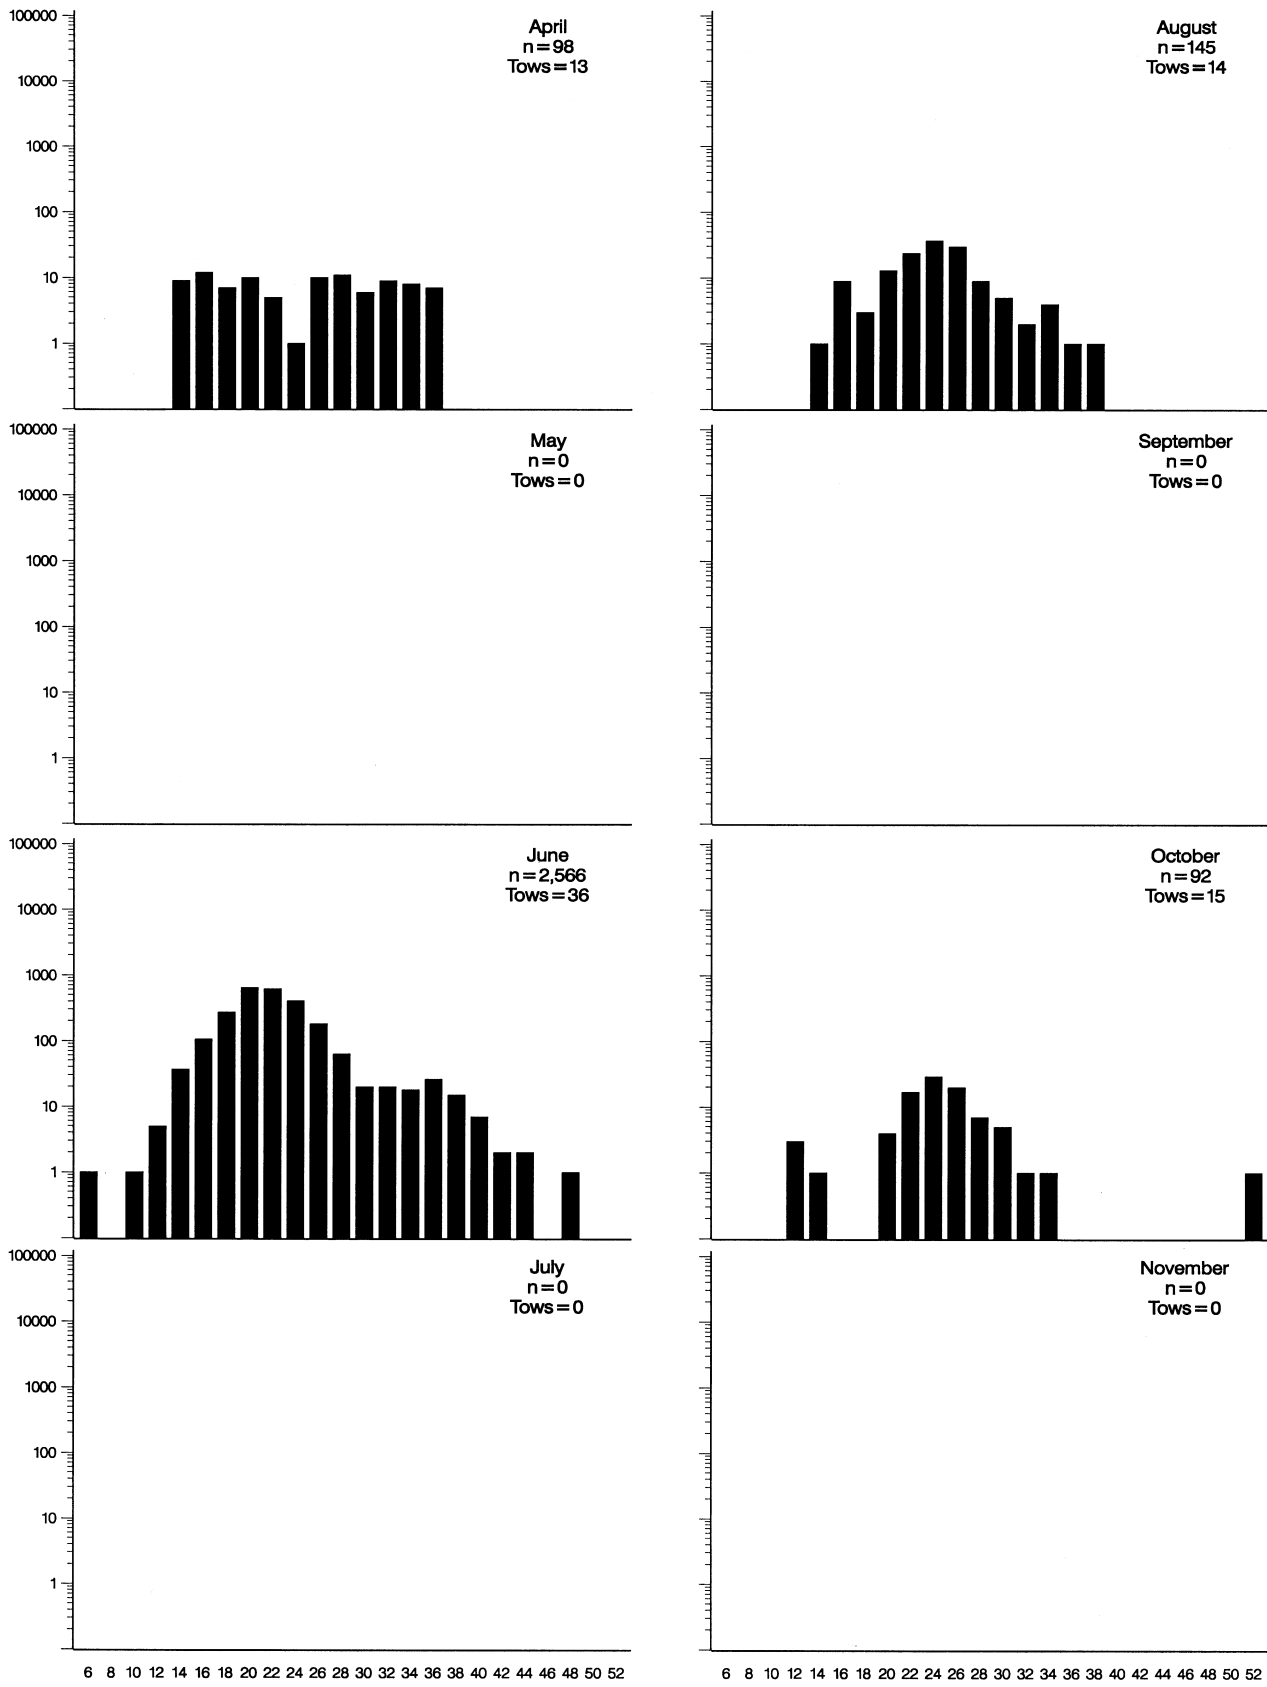 100000
10000
1000
100
10
1
April
n=98
Tows=13
August
n=145
Tows=14
100000
10000
1000
100
10
1
May
n=0
Tows=0
September
n=0
Tows=0
100000
10000
1000
100
10
1
June
n=2,566
Tows=36
October
n=92
Tows=15
100000
10000
1000
100
10
1
July
n=0
Tows=0
November
n=0
Tows=0
6 8 10 12 14 16 18 20 22 24 26 28 30 32 34 36 38 40 42 44 46 48 50 52
6 8 10 12 14 16 18 20 22 24 26 28 30 32 34 36 38 40 42 44 46 48 50 52